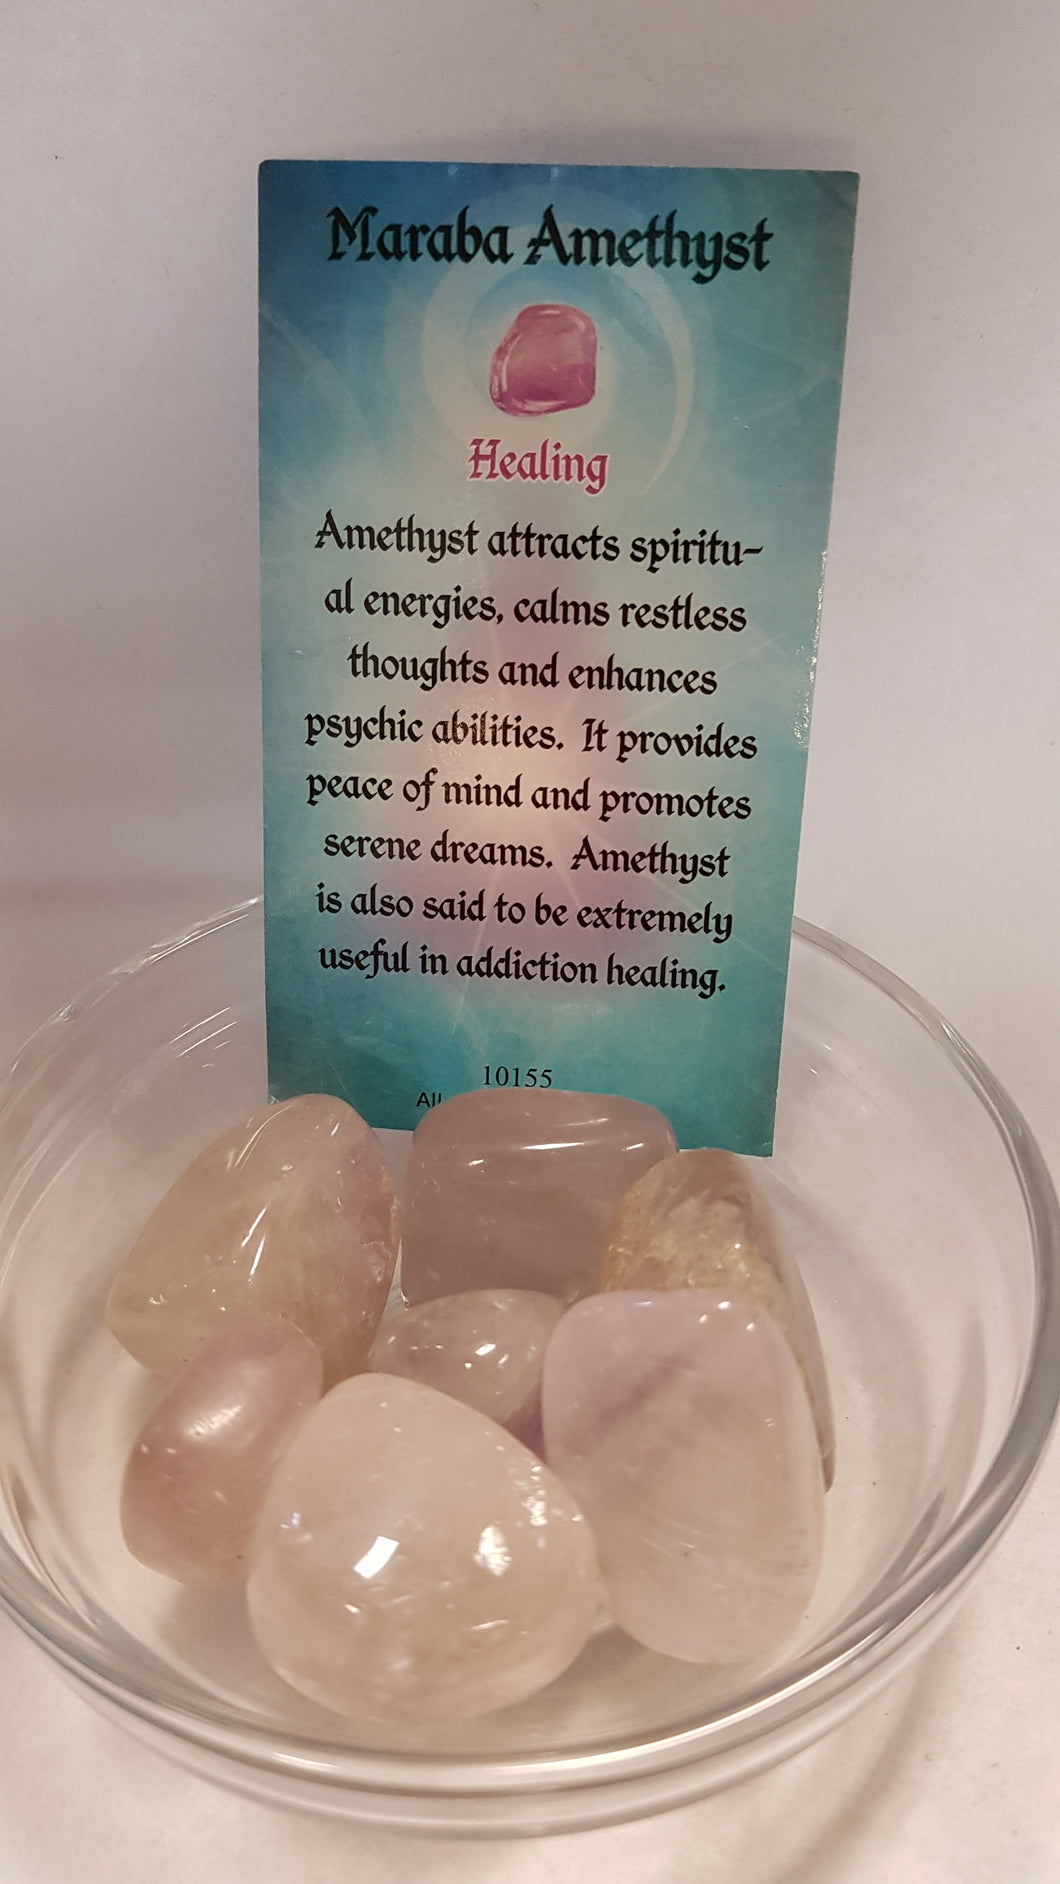 Maraba Amethyst
Healing
Amethyst attracts spiritu-
al energies, calms restless
thoughts and enhances
psychic abilities. It provides
peace of mind and promotes
serene dreams. Amethyst
is also said to be extremely
useful in addiction healing.
10155
All